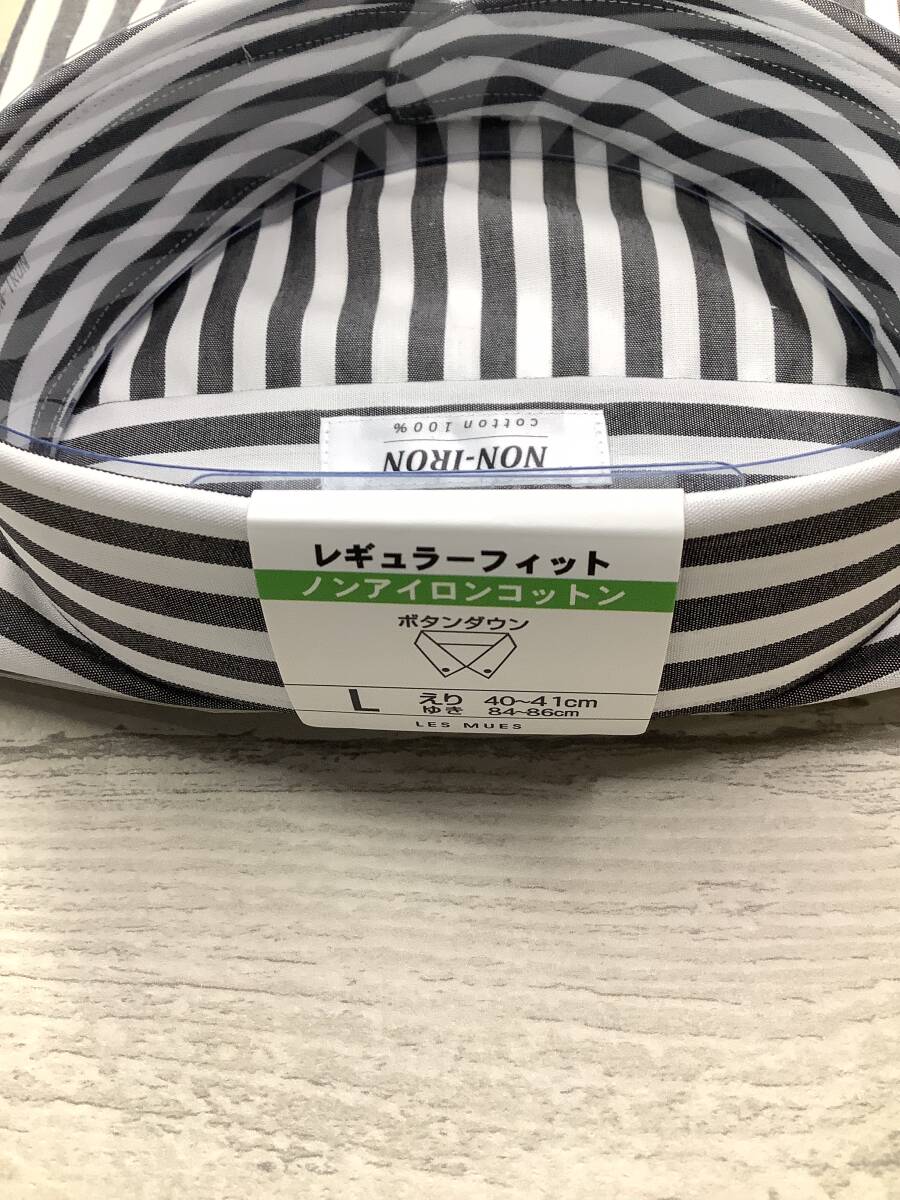 cotton 100%
NON-IRON
レギュラーフィット
ノンアイロンコットン
ボタンダウン
L えり 40~41cm
ゆき 84~86cm
LES MUES